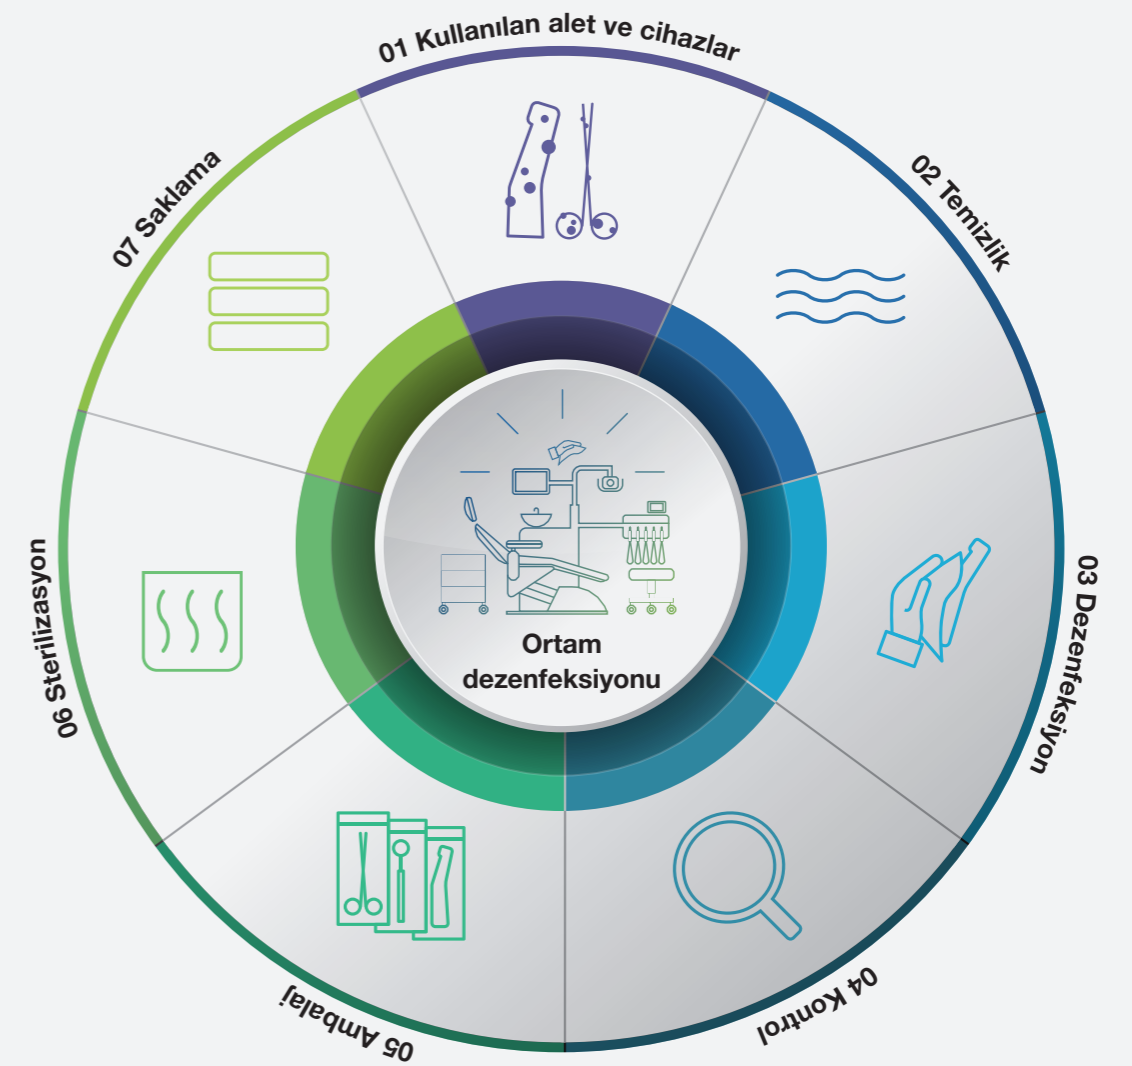 01 Kullanılan alet ve cihazlar
02 Temizlik
03 Dezenfeksiyon
04 Kontrol
05 Ambalaj
06 Sterilizasyon
07 Saklama
Ortam
dezenfeksiyonu